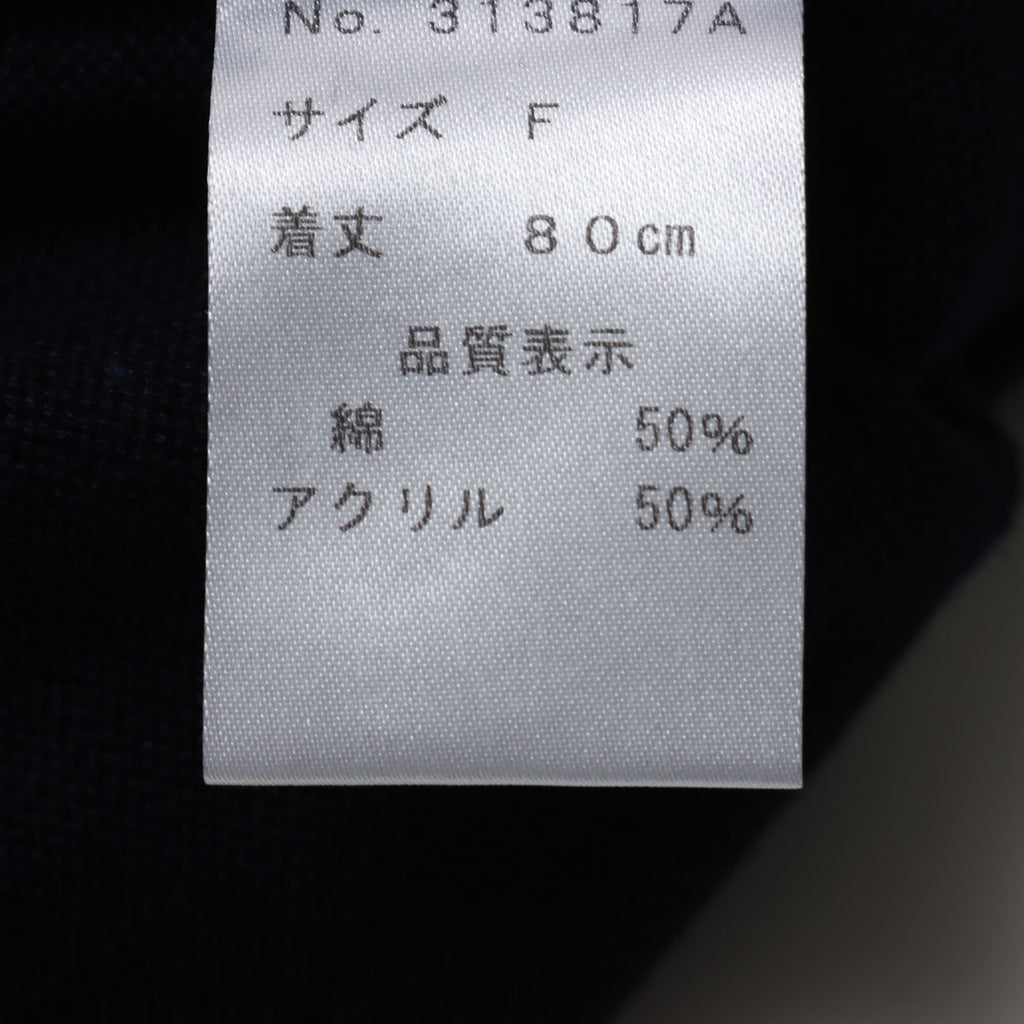 No. 313817A
サイズ F
着丈 80cm
品質表示
綿 50%
アクリル 50%